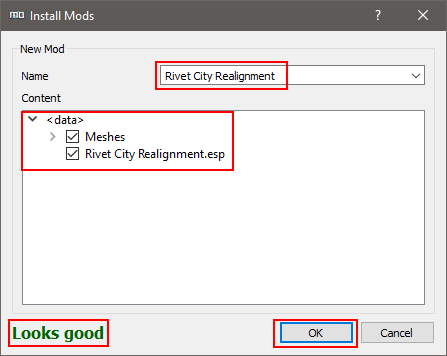 Install Mods
?
New Mod
Name
Rivet City Realignment
Content
<data>
Meshes
Rivet City Realignment.esp
Looks good
OK
Cancel